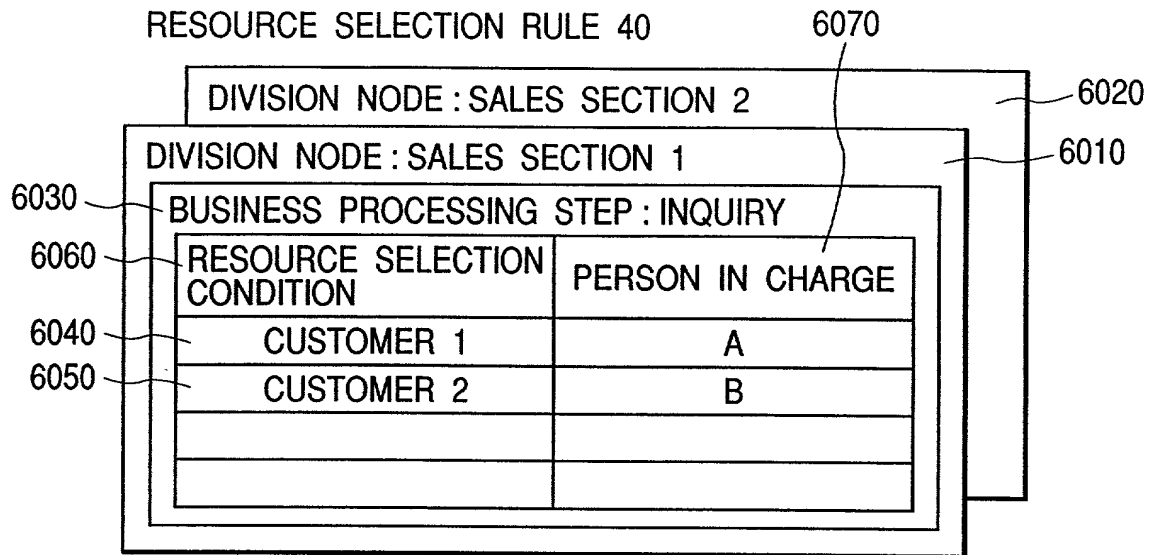 RESOURCE SELECTION RULE 40
6070
DIVISION NODE : SALES SECTION 2
6020
DIVISION NODE : SALES SECTION 1
6010
6030
BUSINESS PROCESSING STEP : INQUIRY
6060
RESOURCE SELECTION
CONDITION
PERSON IN CHARGE
6040
CUSTOMER 1
A
6050
CUSTOMER 2
B